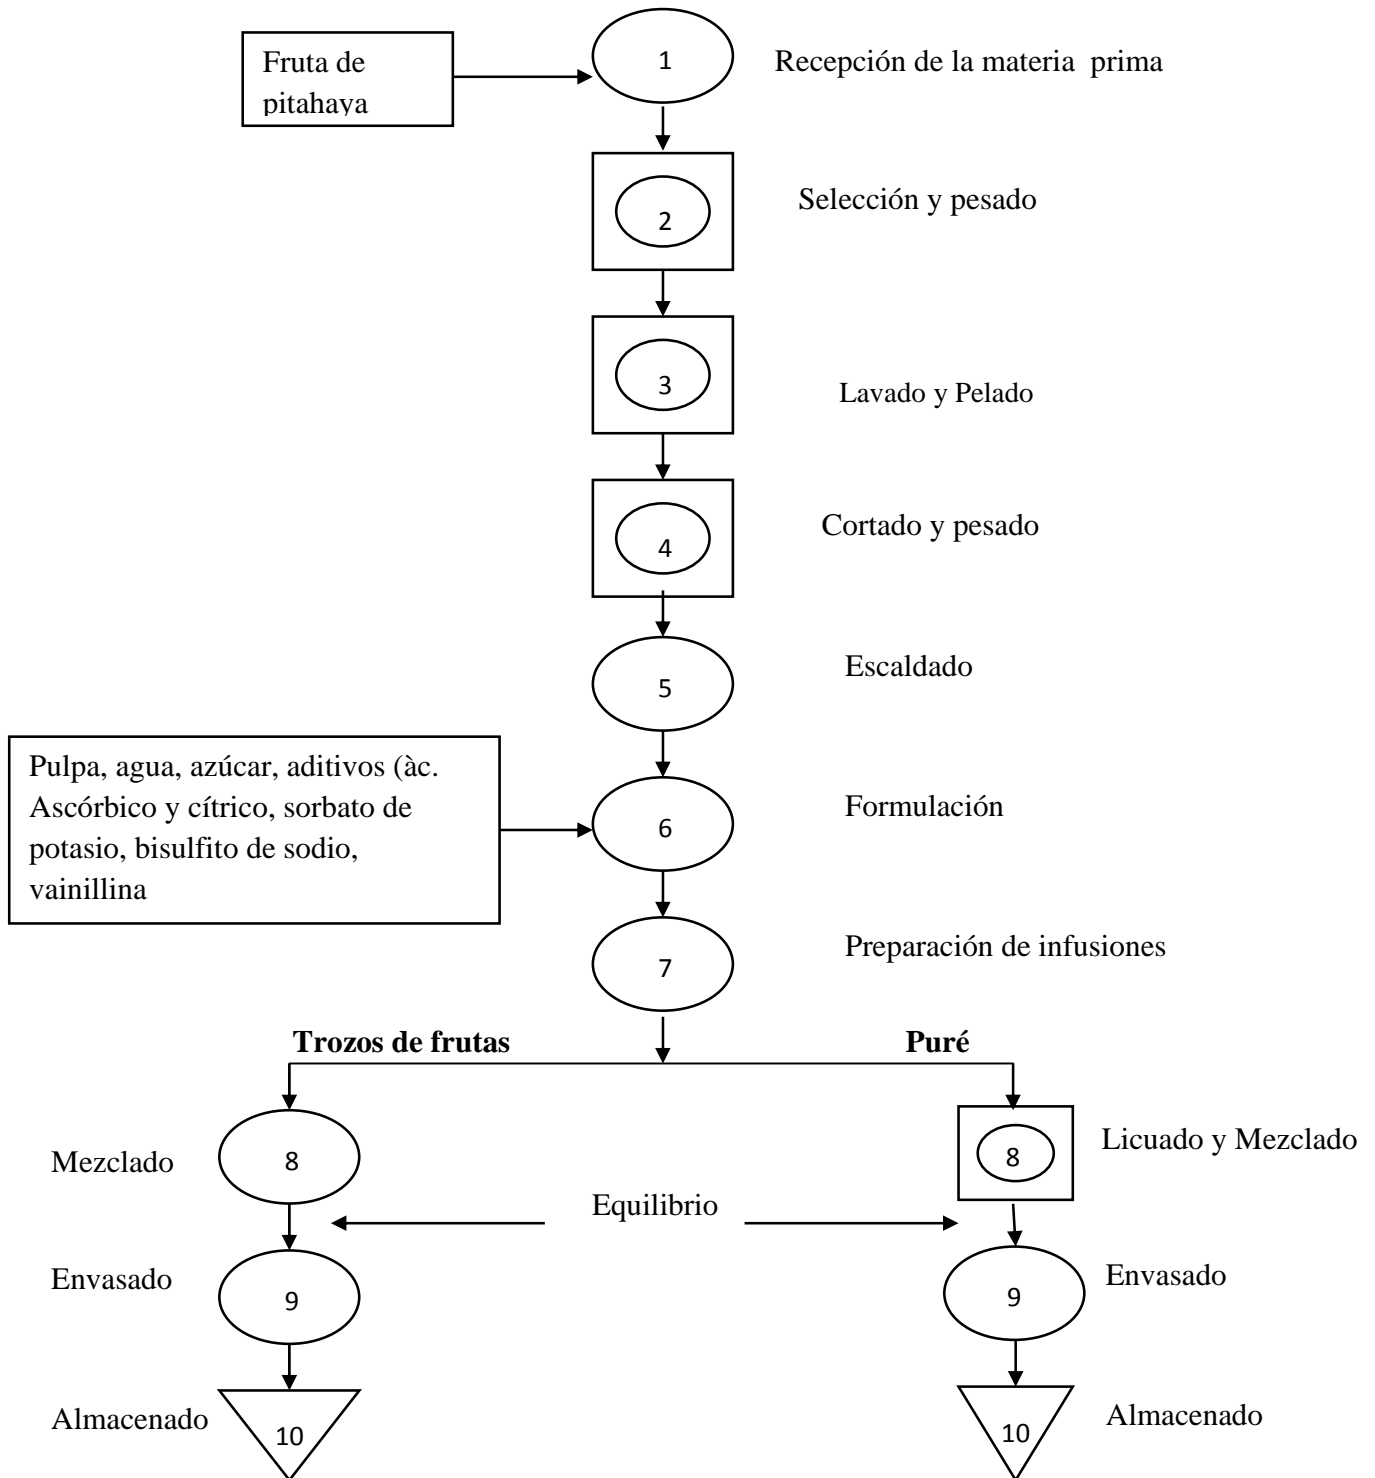 Fruta de
pitahaya
1
Recepción de la materia prima
2
Selección y pesado
3
Lavado y Pelado
4
Cortado y pesado
5
Escaldado
Pulpa, agua, azúcar, aditivos (àc.
Ascórbico y cítrico, sorbato de
potasio, bisulfito de sodio,
vainillina
6
Formulación
7
Preparación de infusiones
Trozos de frutas
Puré
Mezclado
8
8
Licuado y Mezclado
Equilibrio
Envasado
9
9
Envasado
Almacenado
10
10
Almacenado